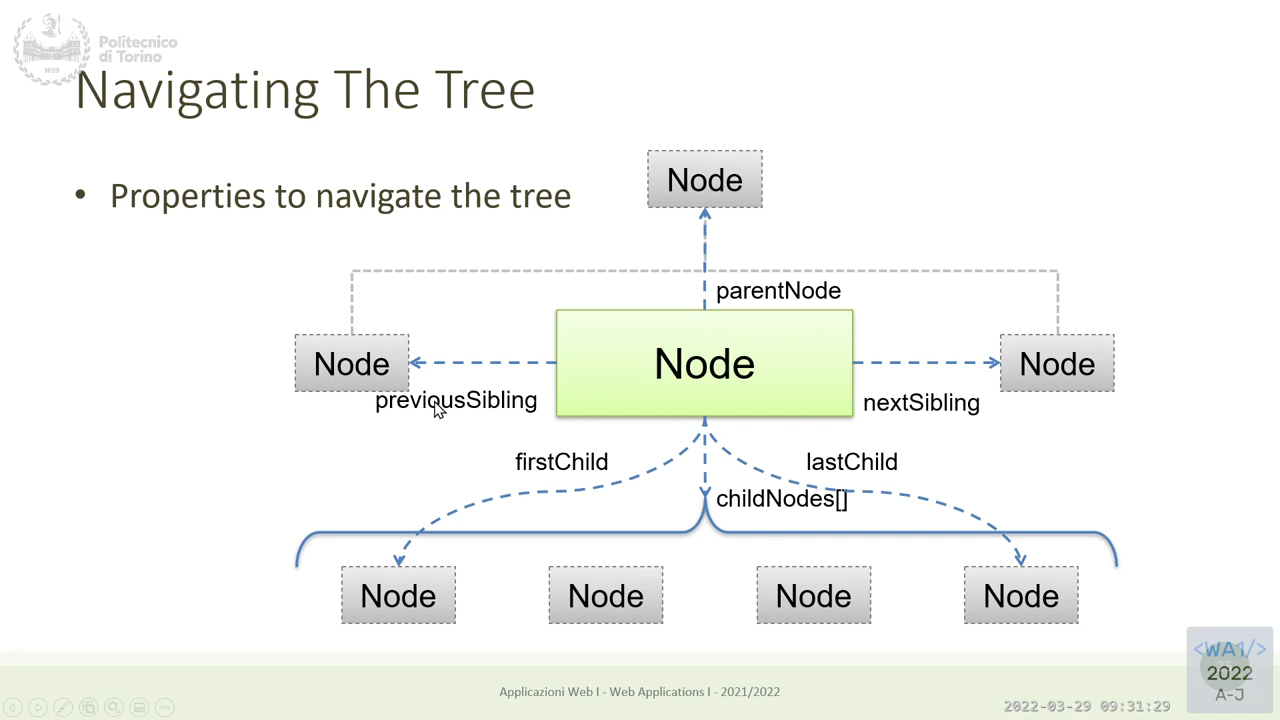 Politecnico
di Torino
1859
Navigating The Tree
• Properties to navigate the tree
Node
parentNode
Node
Node
Node
previousSibling
nextSibling
firstChild
lastChild
childNodes[]
Node
Node
Node
Node
Applicazioni Web I - Web Applications I - 2021/2022
<WA1/>
2022
A-J
2022-03-29 09:31:29